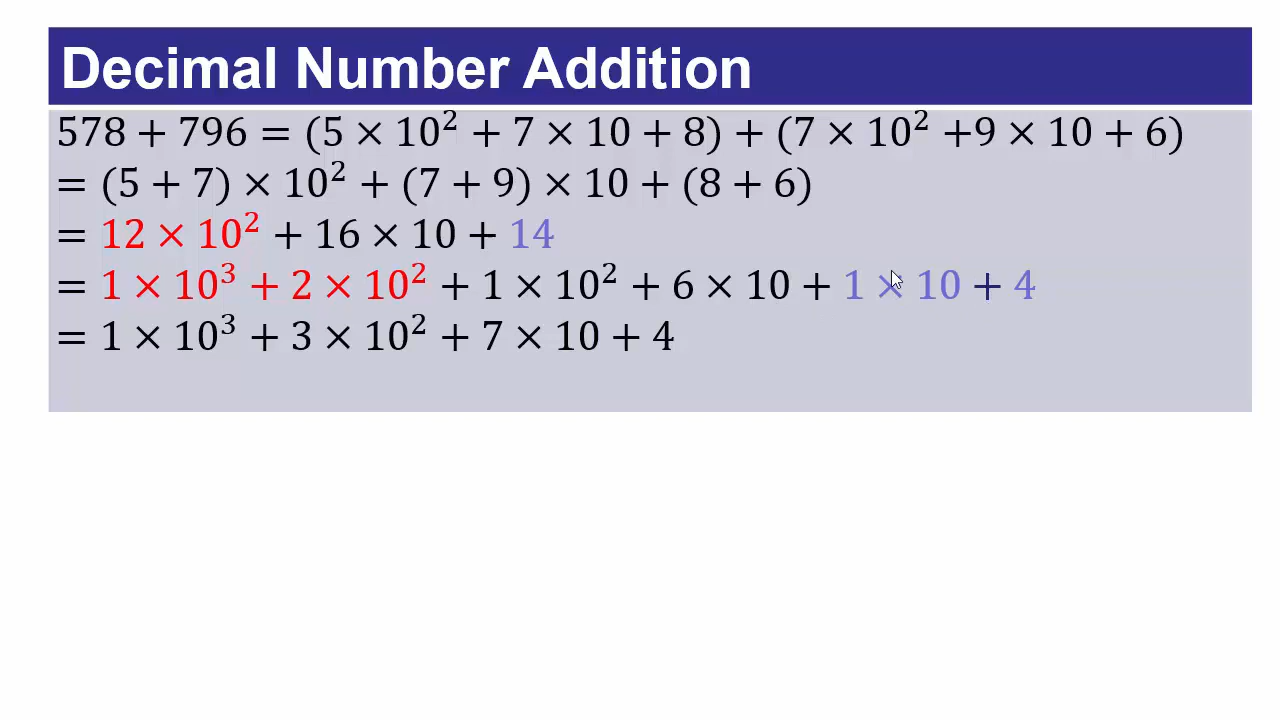 Decimal Number Addition
578 + 796 = (5 × 10² + 7 × 10 + 8) + (7 × 10² +9 × 10 + 6)
= (5 + 7) × 10² + (7 + 9) × 10 + (8 + 6)
= 12 × 10² + 16 × 10 + 14
= 1 × 10³ + 2 × 10² + 1 × 10² + 6 × 10 + 1 × 10 + 4
= 1 × 10³ + 3 × 10² + 7 × 10 + 4